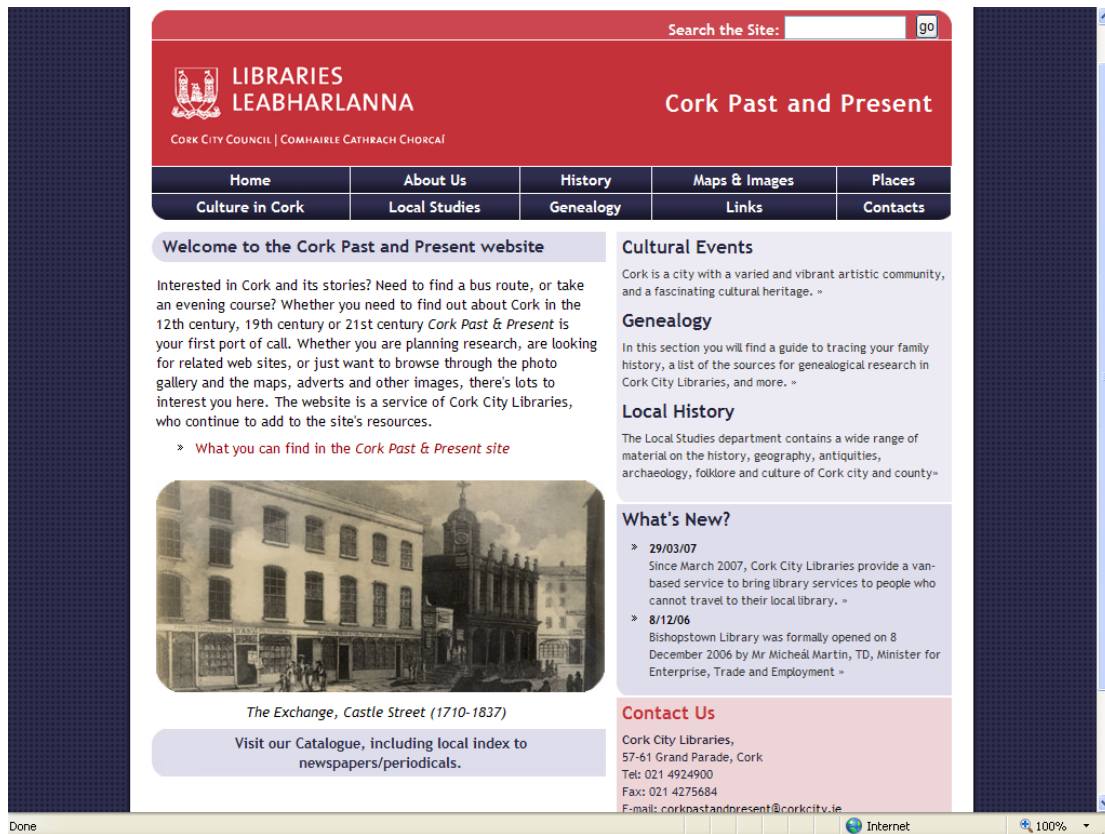 Search the Site:
go
LIBRARIES
LEABHARLANNA
CORK CITY COUNCIL | COMHAIRLE CATHRACH CHORCAÍ
Cork Past and Present
Home
About Us
History
Maps & Images
Places
Culture in Cork
Local Studies
Genealogy
Links
Contacts
Welcome to the Cork Past and Present website
Interested in Cork and its stories? Need to find a bus route, or take
an evening course? Whether you need to find out about Cork in the
12th century, 19th century or 21st century Cork Past & Present is
your first port of call. Whether you are planning research, are looking
for related web sites, or just want to browse through the photo
gallery and the maps, adverts and other images, there's lots to
interest you here. The website is a service of Cork City Libraries,
who continue to add to the site's resources.
» What you can find in the Cork Past & Present site
The Exchange, Castle Street (1710-1837)
Visit our Catalogue, including local index to
newspapers/periodicals.
Cultural Events
Cork is a city with a varied and vibrant artistic community,
and a fascinating cultural heritage. »
Genealogy
In this section you will find a guide to tracing your family
history, a list of the sources for genealogical research in
Cork City Libraries, and more. »
Local History
The Local Studies department contains a wide range of
material on the history, geography, antiquities,
archaeology, folklore and culture of Cork city and county»
What's New?
» 29/03/07
Since March 2007, Cork City Libraries provide a van-
based service to bring library services to people who
cannot travel to their local library. »
» 8/12/06
Bishopstown Library was formally opened on 8
December 2006 by Mr Micheál Martin, TD, Minister for
Enterprise, Trade and Employment »
Contact Us
Cork City Libraries,
57-61 Grand Parade, Cork
Tel: 021 4924900
Fax: 021 4275684
E-mail: corkpastandpresent@corkcity.ie
Done
Internet
100%